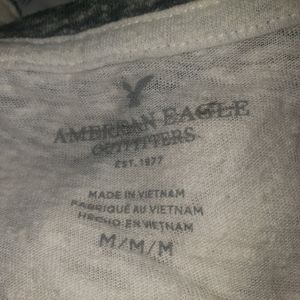 AMERICAN EAGLE
OUTFITTERS
EST. 1977
MADE IN VIETNAM
FABRIQUÉ AU VIETNAM
HECHO EN VIETNAM
M/M/M